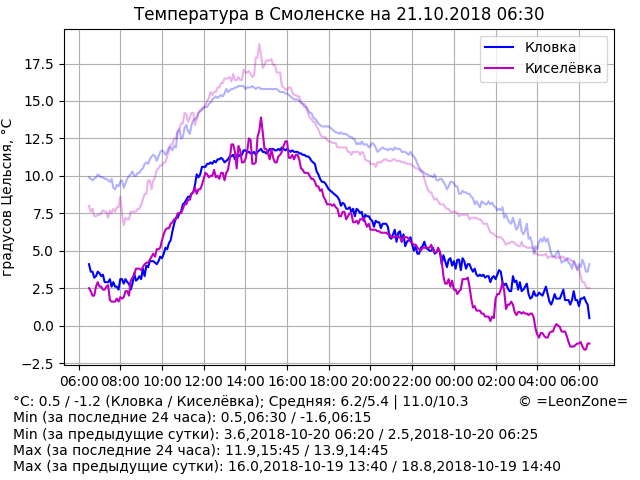 Температура в Смоленске на 21.10.2018 06:30
градусов Цельсия, °C
17.5
15.0
12.5
10.0
7.5
5.0
2.5
0.0
−2.5
Кловка
Киселёвка
06:00 08:00 10:00 12:00 14:00 16:00 18:00 20:00 22:00 00:00 02:00 04:00 06:00
°C: 0.5 / -1.2 (Кловка / Киселёвка); Средняя: 6.2/5.4 | 11.0/10.3 © =LeonZone=
Min (за последние 24 часа): 0.5,06:30 / -1.6,06:15
Min (за предыдущие сутки): 3.6,2018-10-20 06:20 / 2.5,2018-10-20 06:25
Max (за последние 24 часа): 11.9,15:45 / 13.9,14:45
Max (за предыдущие сутки): 16.0,2018-10-19 13:40 / 18.8,2018-10-19 14:40